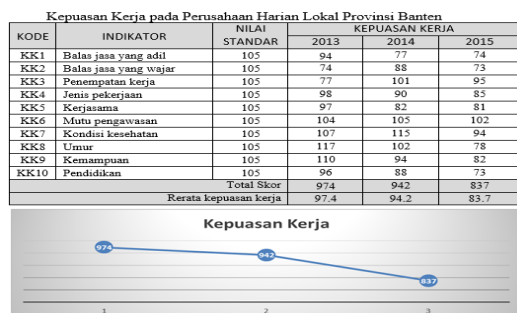 Kepuasan Kerja pada Perusahaan Harian Lokal Provinsi Banten
KODE INDIKATOR NILAI STANDAR KEPUASAN KERJA
2013 2014 2015
KK1 Balas jasa yang adil 105 94 77 74
KK2 Balas jasa yang wajar 105 74 88 73
KK3 Penempatan kerja 105 77 101 95
KK4 Jenis pekerjaan 105 98 90 85
KK5 Kerjasama 105 97 82 81
KK6 Mutu pengawasan 105 104 105 102
KK7 Kondisi kesehatan 105 107 115 94
KK8 Umur 105 117 102 78
KK9 Kemampuan 105 110 94 82
KK10 Pendidikan 105 96 88 73
Total Skor 974 942 837
Rerata kepuasan kerja 97.4 94.2 83.7
Kepuasan Kerja
974 942 837
1 2 3